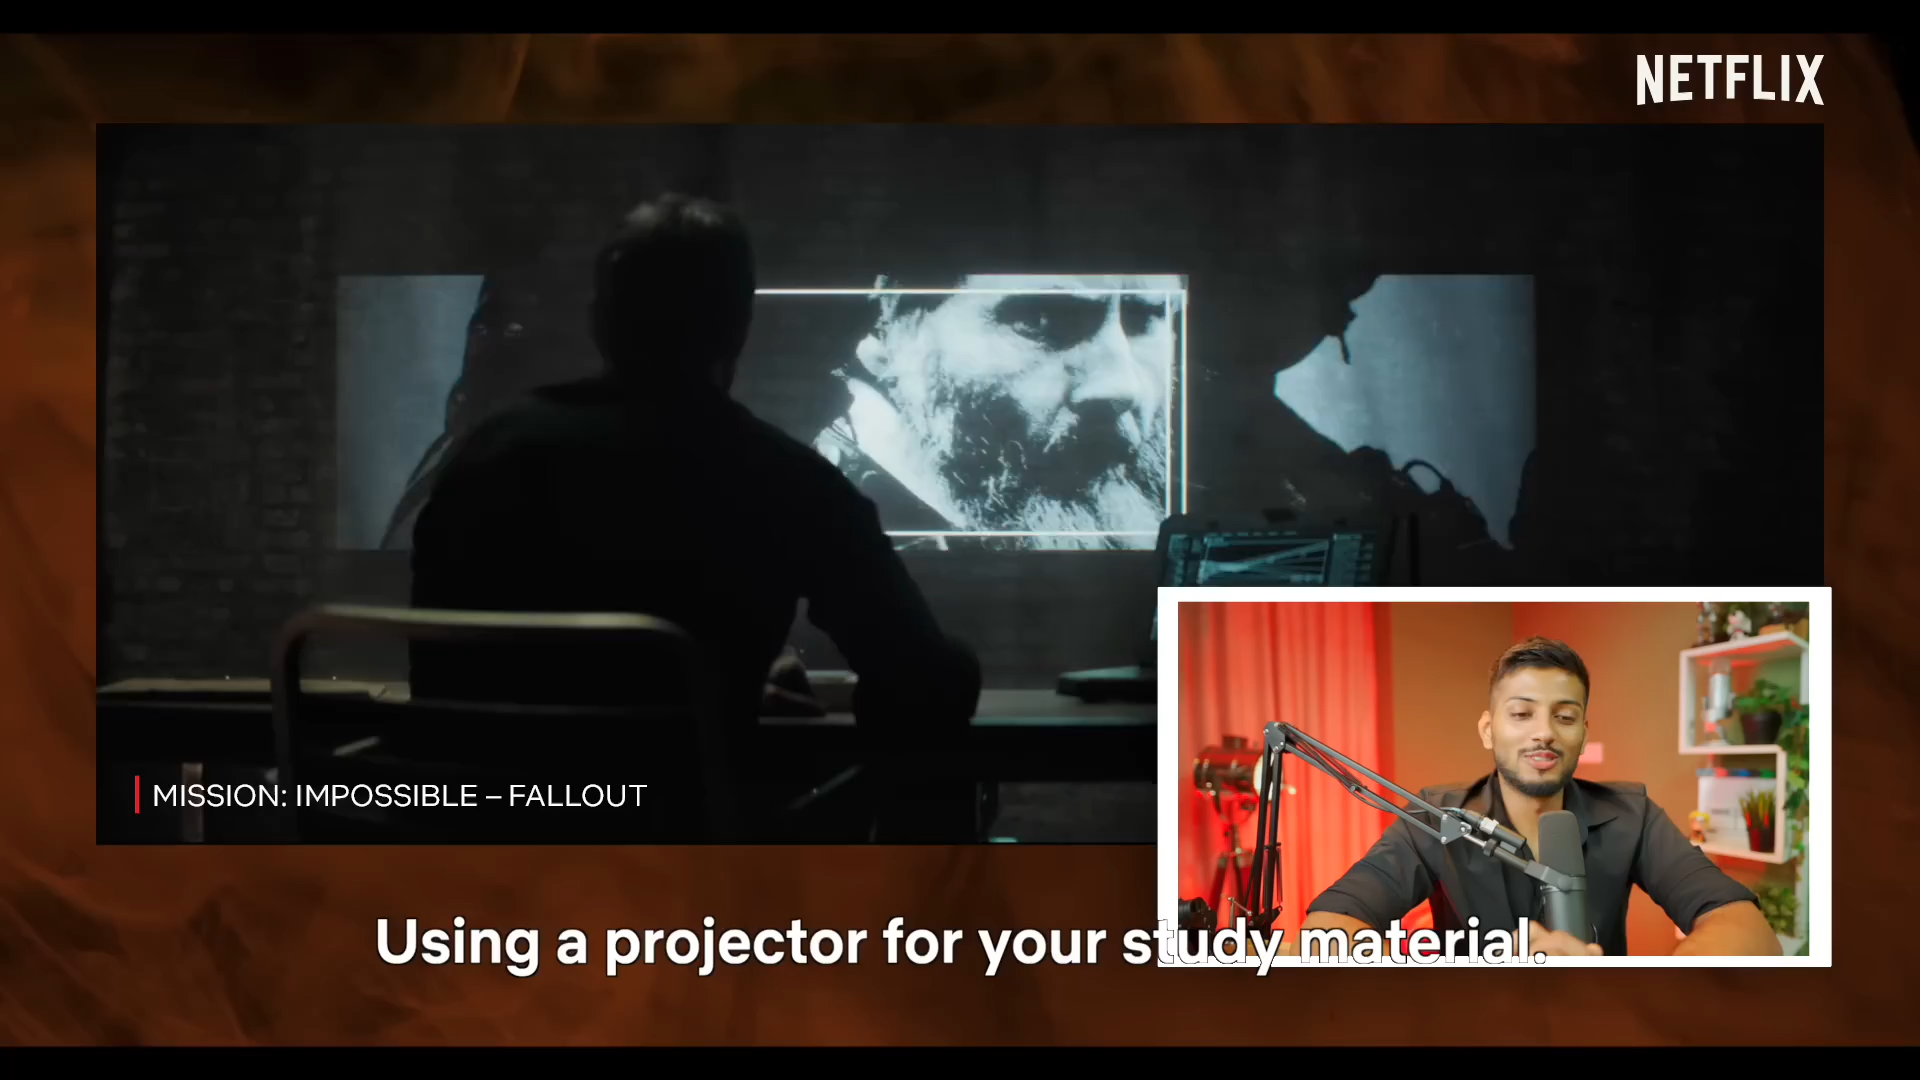 NETFLIX
MISSION: IMPOSSIBLE – FALLOUT
Using a projector for your study material.